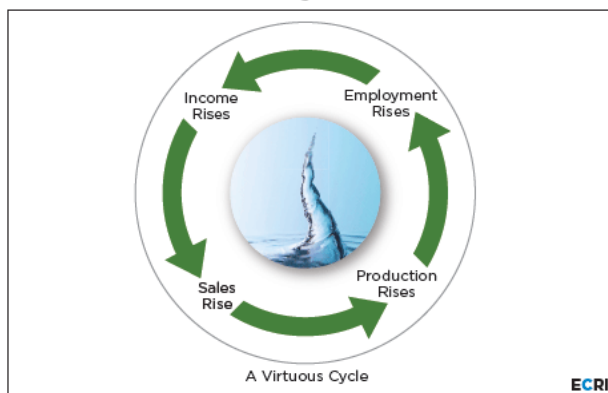 Income
Rises
Employment
Rises
Sales
Rise
Production
Rises
A Virtuous Cycle
ECRI